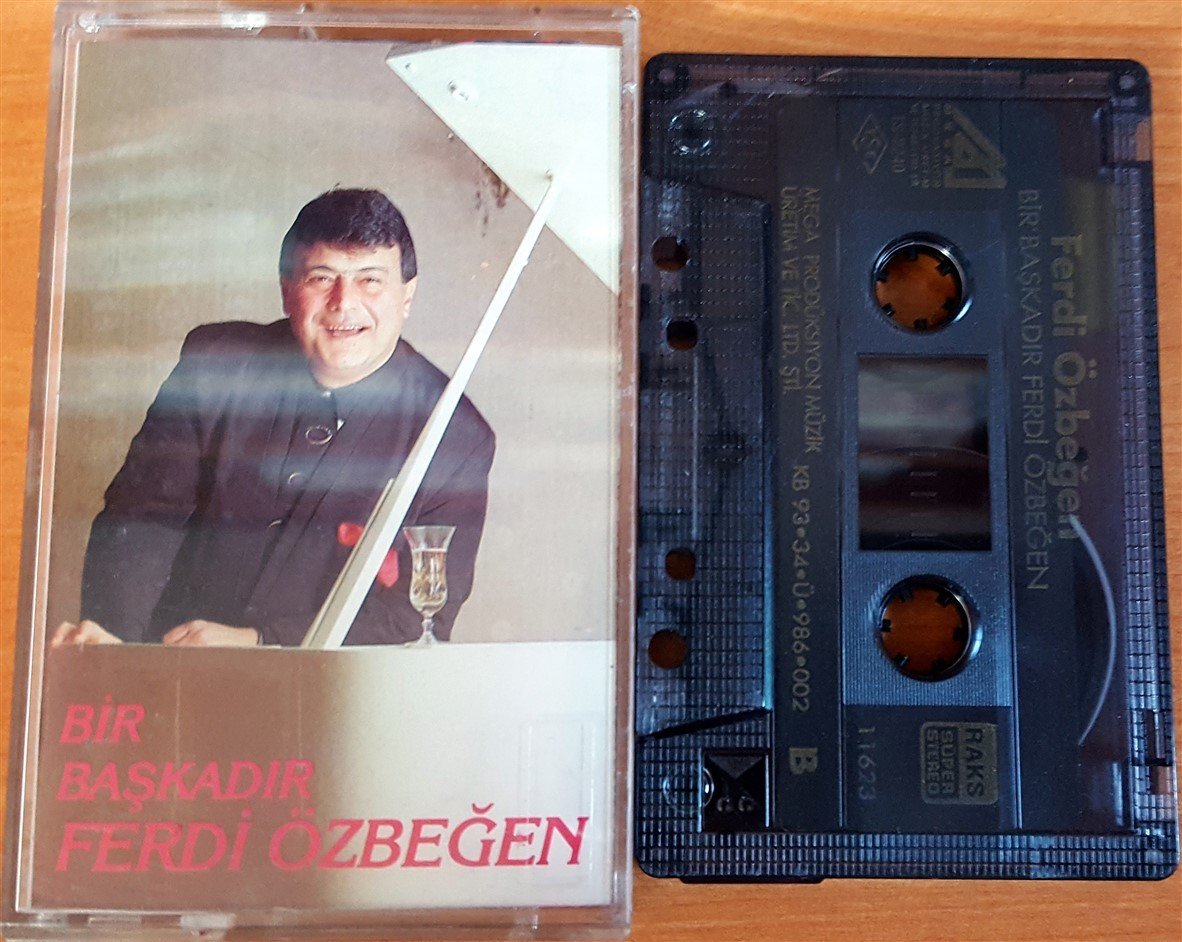 BİR
BAŞKADIR
FERDİ ÖZBEĞEN
Ferdi Özbeğen
BİR BAŞKADIR FERDİ ÖZBEĞEN
TSE
MEGA PRODÜKSİYON MÜZİK KB 93•34•Ü•986•002 B
ÜRETİM VE TİC. LTD. ŞTİ.
11623
RAKS
SUPER
STEREO